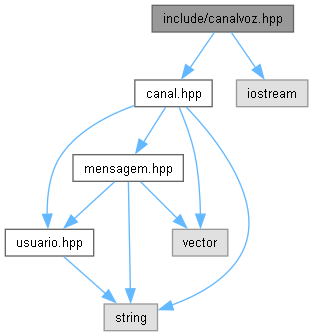 include/canalvoz.hpp
canal.hpp
iostream
mensagem.hpp
usuario.hpp
vector
string